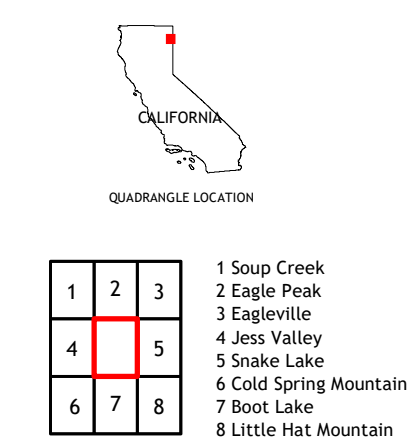 CALIFORNIA
QUADRANGLE LOCATION
1 2 3
4 5
6 7 8
1 Soup Creek
2 Eagle Peak
3 Eagleville
4 Jess Valley
5 Snake Lake
6 Cold Spring Mountain
7 Boot Lake
8 Little Hat Mountain